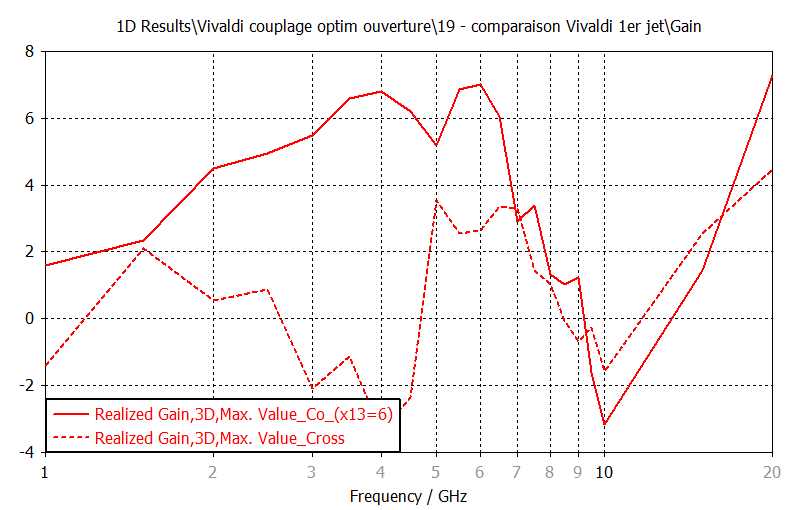 1D Results\Vivaldi couplage optim ouverture\19 - comparaison Vivaldi 1er jet\Gain
8
6
4
2
0
-2
-4
Realized Gain,3D,Max. Value_Co_(x13=6)
Realized Gain,3D,Max. Value_Cross
1 2 3 4 5 6 7 8 9 10 20
Frequency / GHz